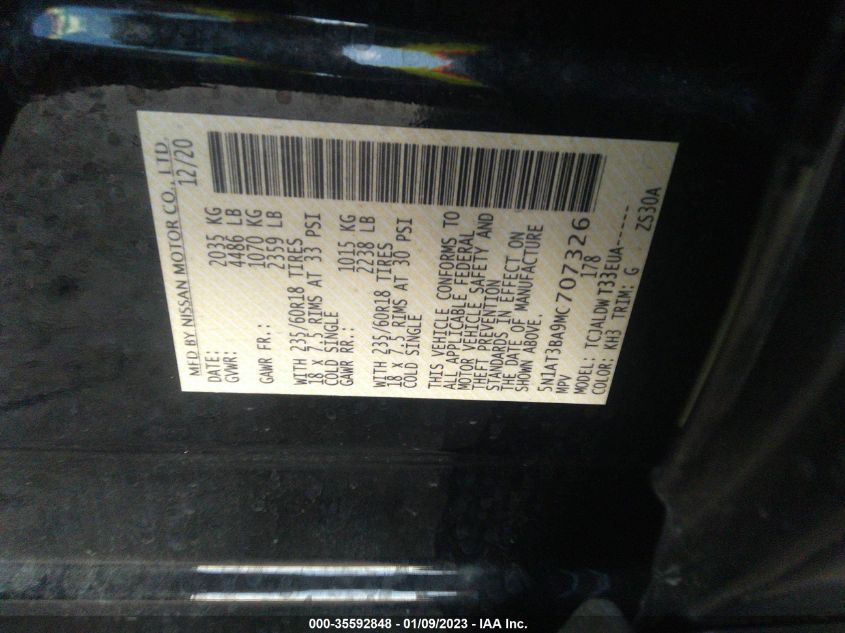 MFD BY NISSAN MOTOR CO., LTD.
DATE: 12/20
GVWR: 2035 KG
4486 LB
GAWR FR.: 1070 KG
2359 LB
WITH 235/60R18 TIRES
18 X 7.5 RIMS AT 33 PSI
COLD SINGLE
GAWR RR.: 1015 KG
2238 LB
WITH 235/60R18 TIRES
18 X 7.5 RIMS AT 30 PSI
COLD SINGLE
THIS VEHICLE CONFORMS TO
ALL APPLICABLE FEDERAL
MOTOR VEHICLE SAFETY AND
THEFT PREVENTION
STANDARDS IN EFFECT ON
THE DATE OF MANUFACTURE
SHOWN ABOVE.
5N1AT3BA9MC707326
MPV 178
MODEL: TCJALDWT33EUA------
COLOR: KH3 TRIM: G ZS30A
000-35592848 - 01/09/2023 - IAA Inc.